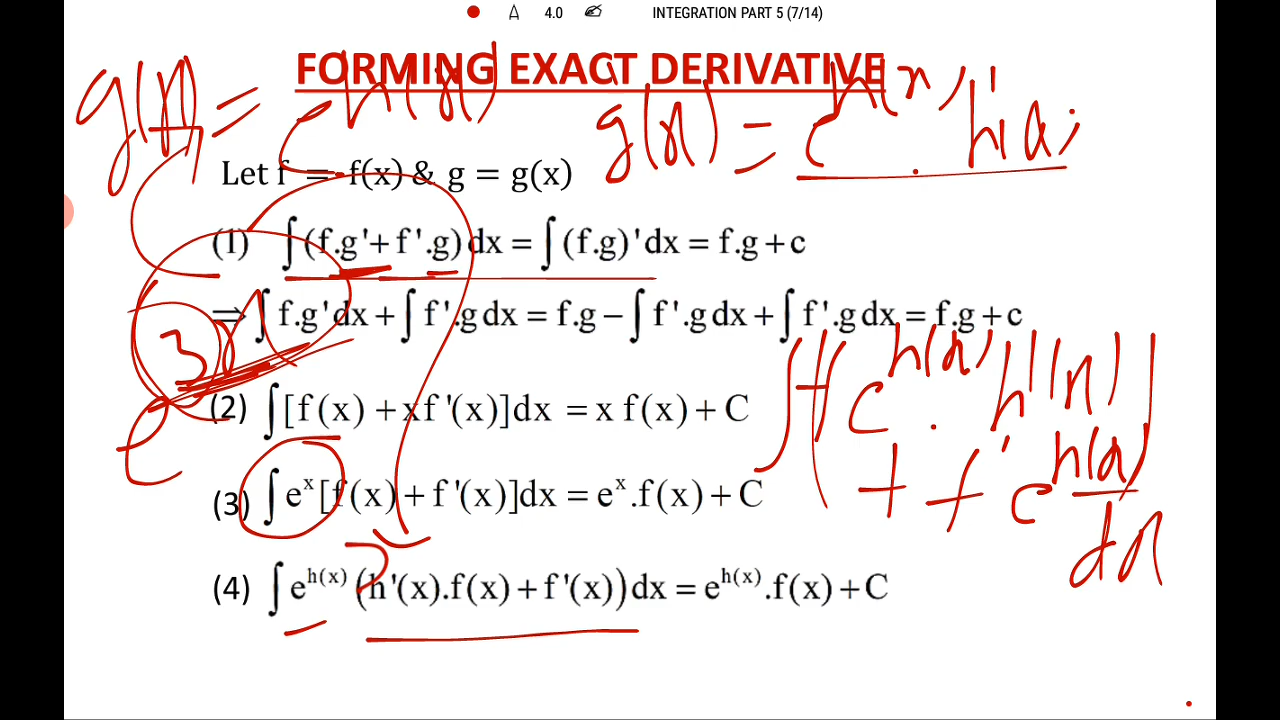 4.0 INTEGRATION PART 5 (7/14)
FORMING EXACT DERIVATIVE
g(x) = e^h(x) g'(x) = e^h(x) . h'(x)
Let f = f(x) & g = g(x)
(1) ∫(f.g'+f'.g)dx = ∫(f.g)'dx = f.g+c
⇒ ∫f.g'dx+∫f'.g dx = f.g−∫f'.g dx+∫f'.g dx = f.g+c
(2) ∫[f(x)+xf'(x)]dx = x f(x)+C
(3) ∫e^x[f(x)+f'(x)]dx = e^x.f(x)+C
(4) ∫e^h(x)(h'(x).f(x)+f'(x))dx = e^h(x).f(x)+C
∫(f e^h(x) . h'(x)
+ f' e^h(x)) dx